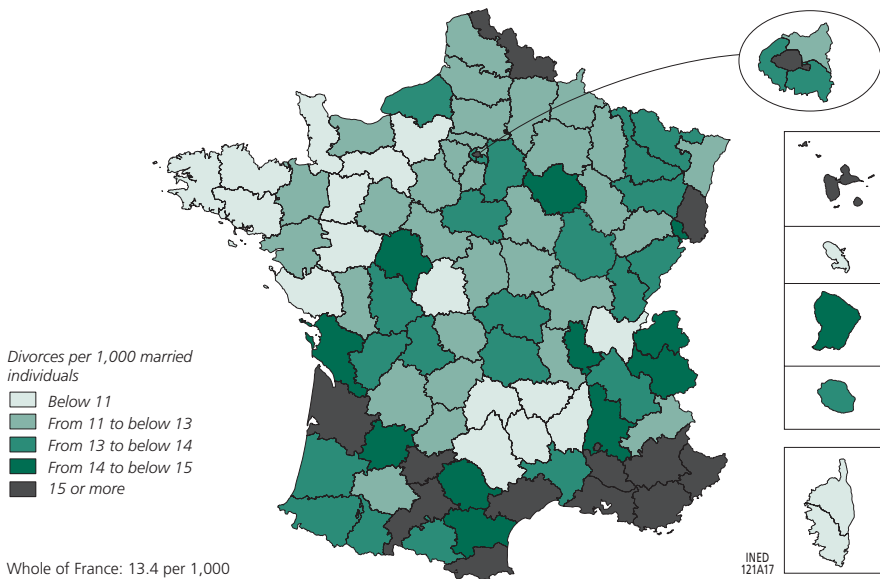 Divorces per 1,000 married
individuals
Below 11
From 11 to below 13
From 13 to below 14
From 14 to below 15
15 or more
Whole of France: 13.4 per 1,000
INED
121A17